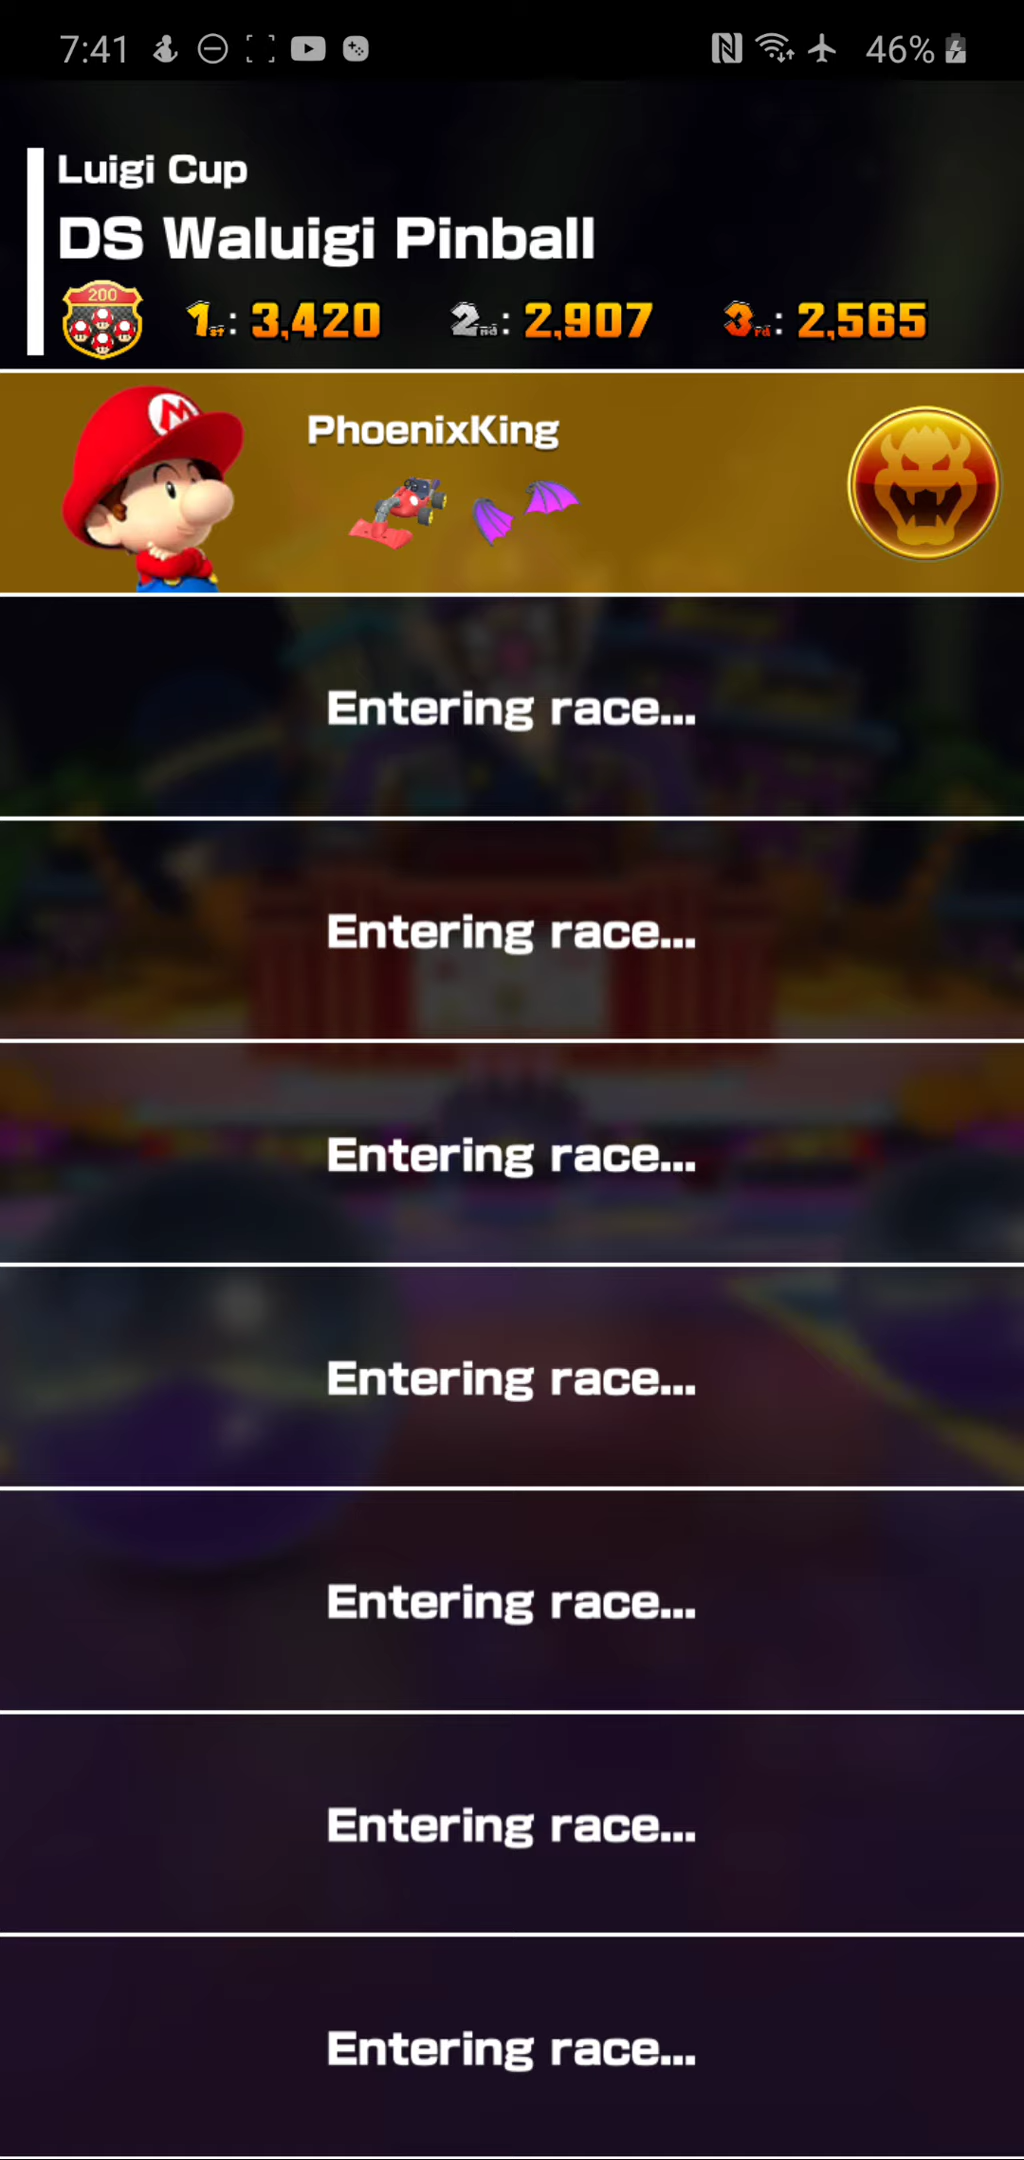 7:41 46%
Luigi Cup
DS Waluigi Pinball
200 1st: 3,420 2nd: 2,907 3rd: 2,565
M
PhoenixKing
Entering race...
Entering race...
Entering race...
Entering race...
Entering race...
Entering race...
Entering race...